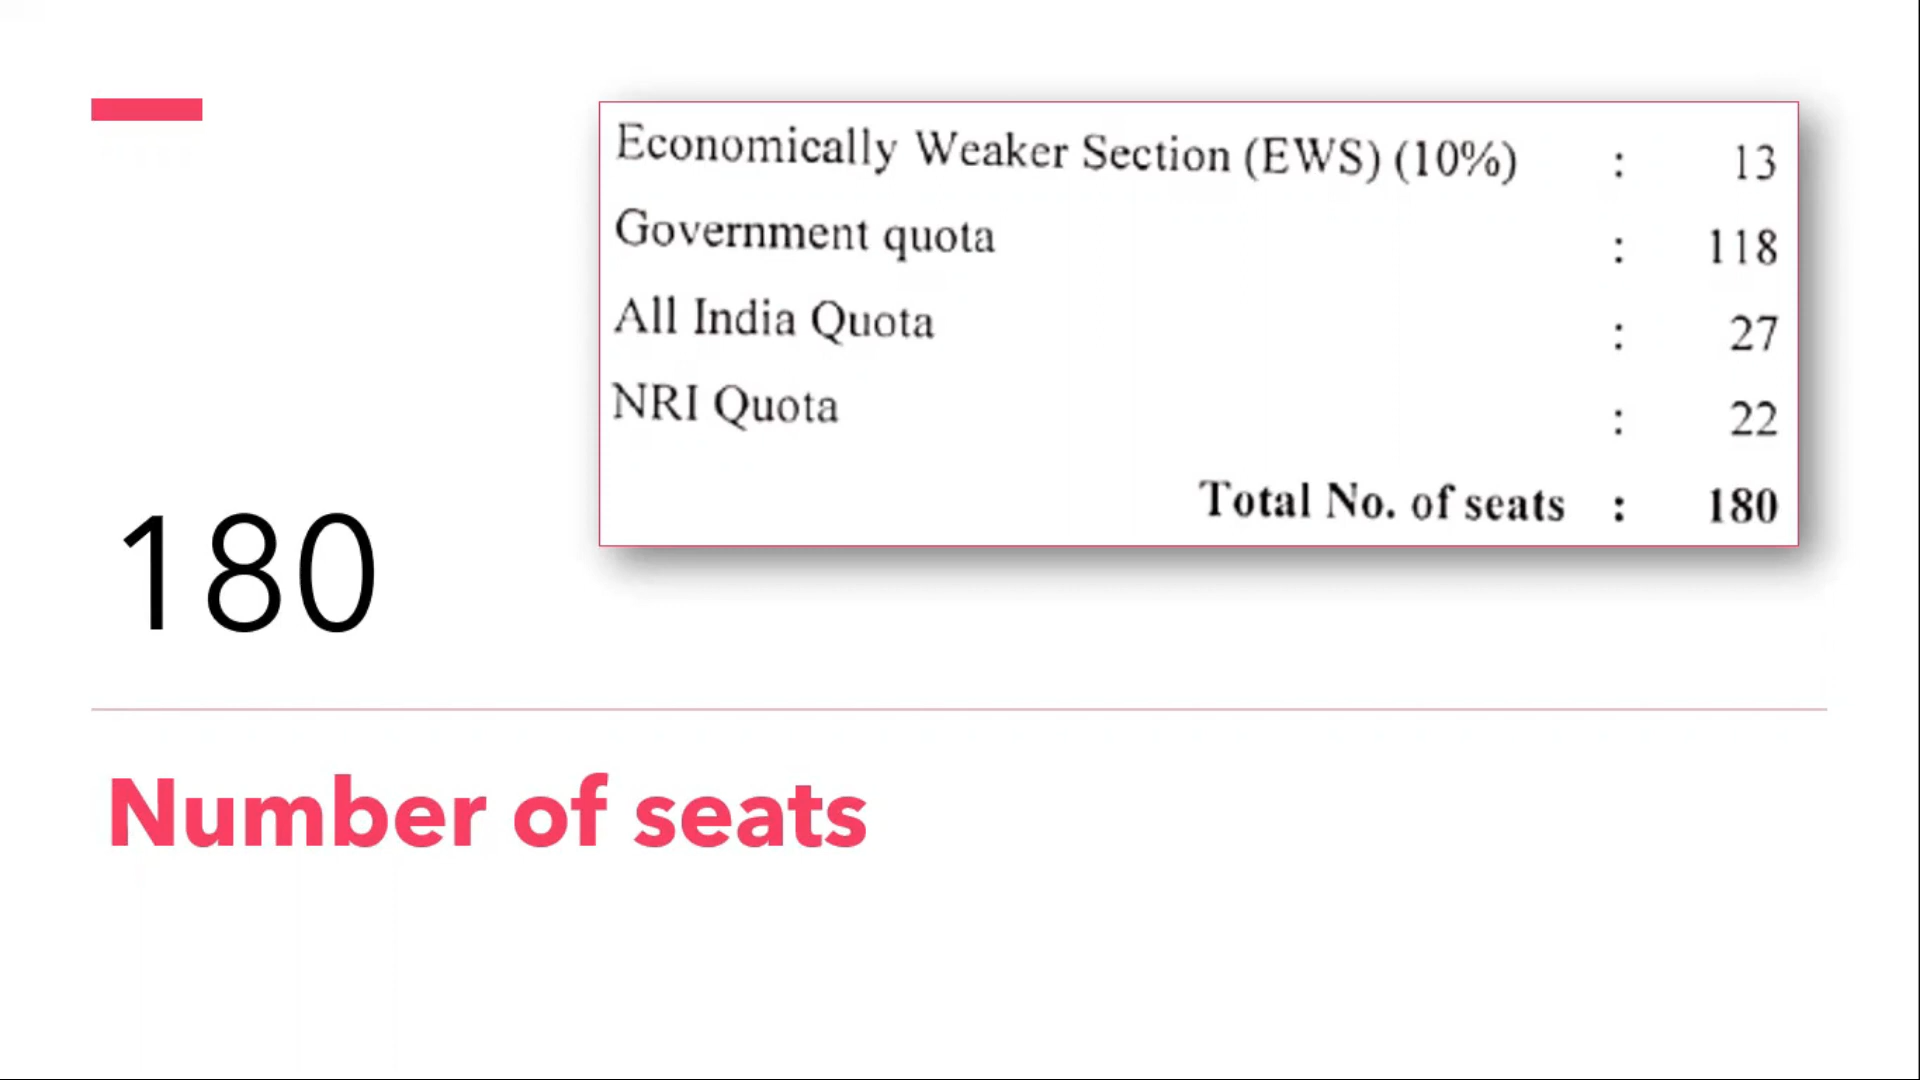 Economically Weaker Section (EWS) (10%) : 13
Government quota : 118
All India Quota : 27
NRI Quota : 22
Total No. of seats : 180
180
Number of seats